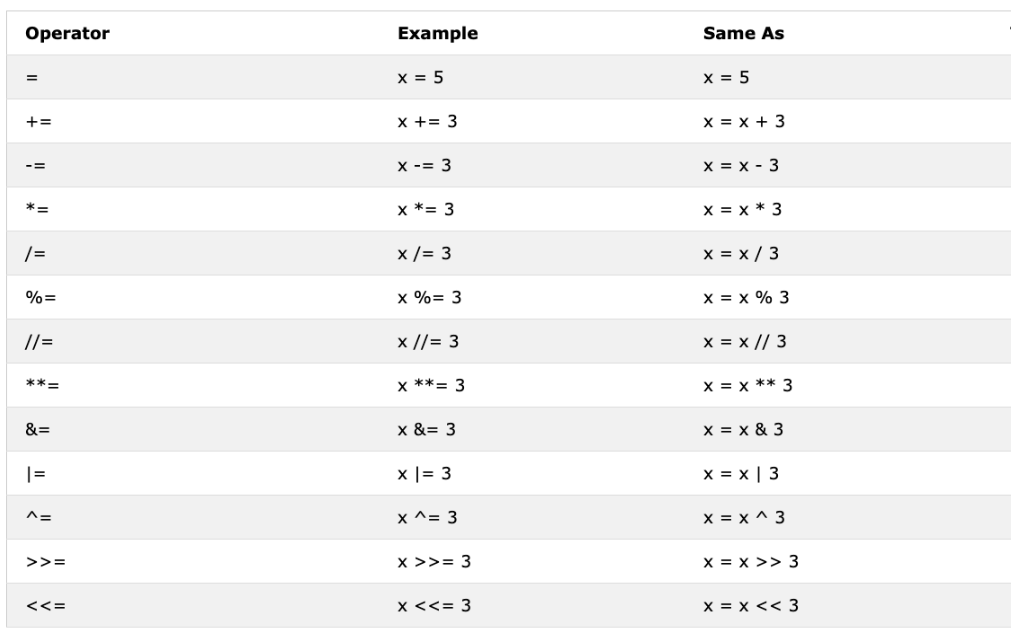 Operator Example Same As
= x = 5 x = 5
+= x += 3 x = x + 3
-= x -= 3 x = x - 3
*= x *= 3 x = x * 3
/= x /= 3 x = x / 3
%= x %= 3 x = x % 3
//= x //= 3 x = x // 3
**= x **= 3 x = x ** 3
&= x &= 3 x = x & 3
|= x |= 3 x = x | 3
^= x ^= 3 x = x ^ 3
>>= x >>= 3 x = x >> 3
<<= x <<= 3 x = x << 3